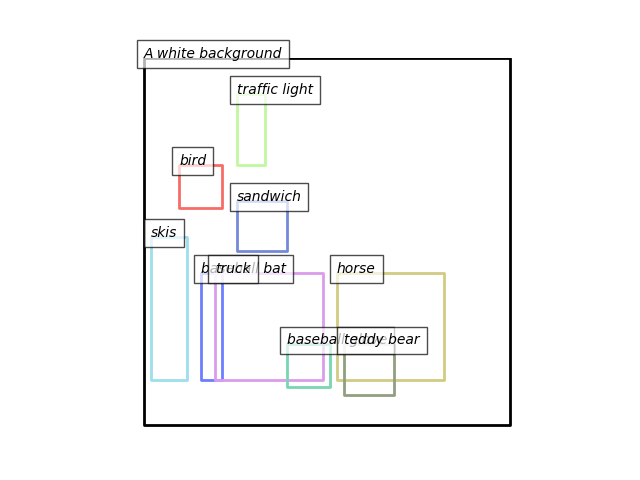 A white background
traffic light
bird
sandwich
skis
baseball bat
truck
horse
baseball glove
teddy bear